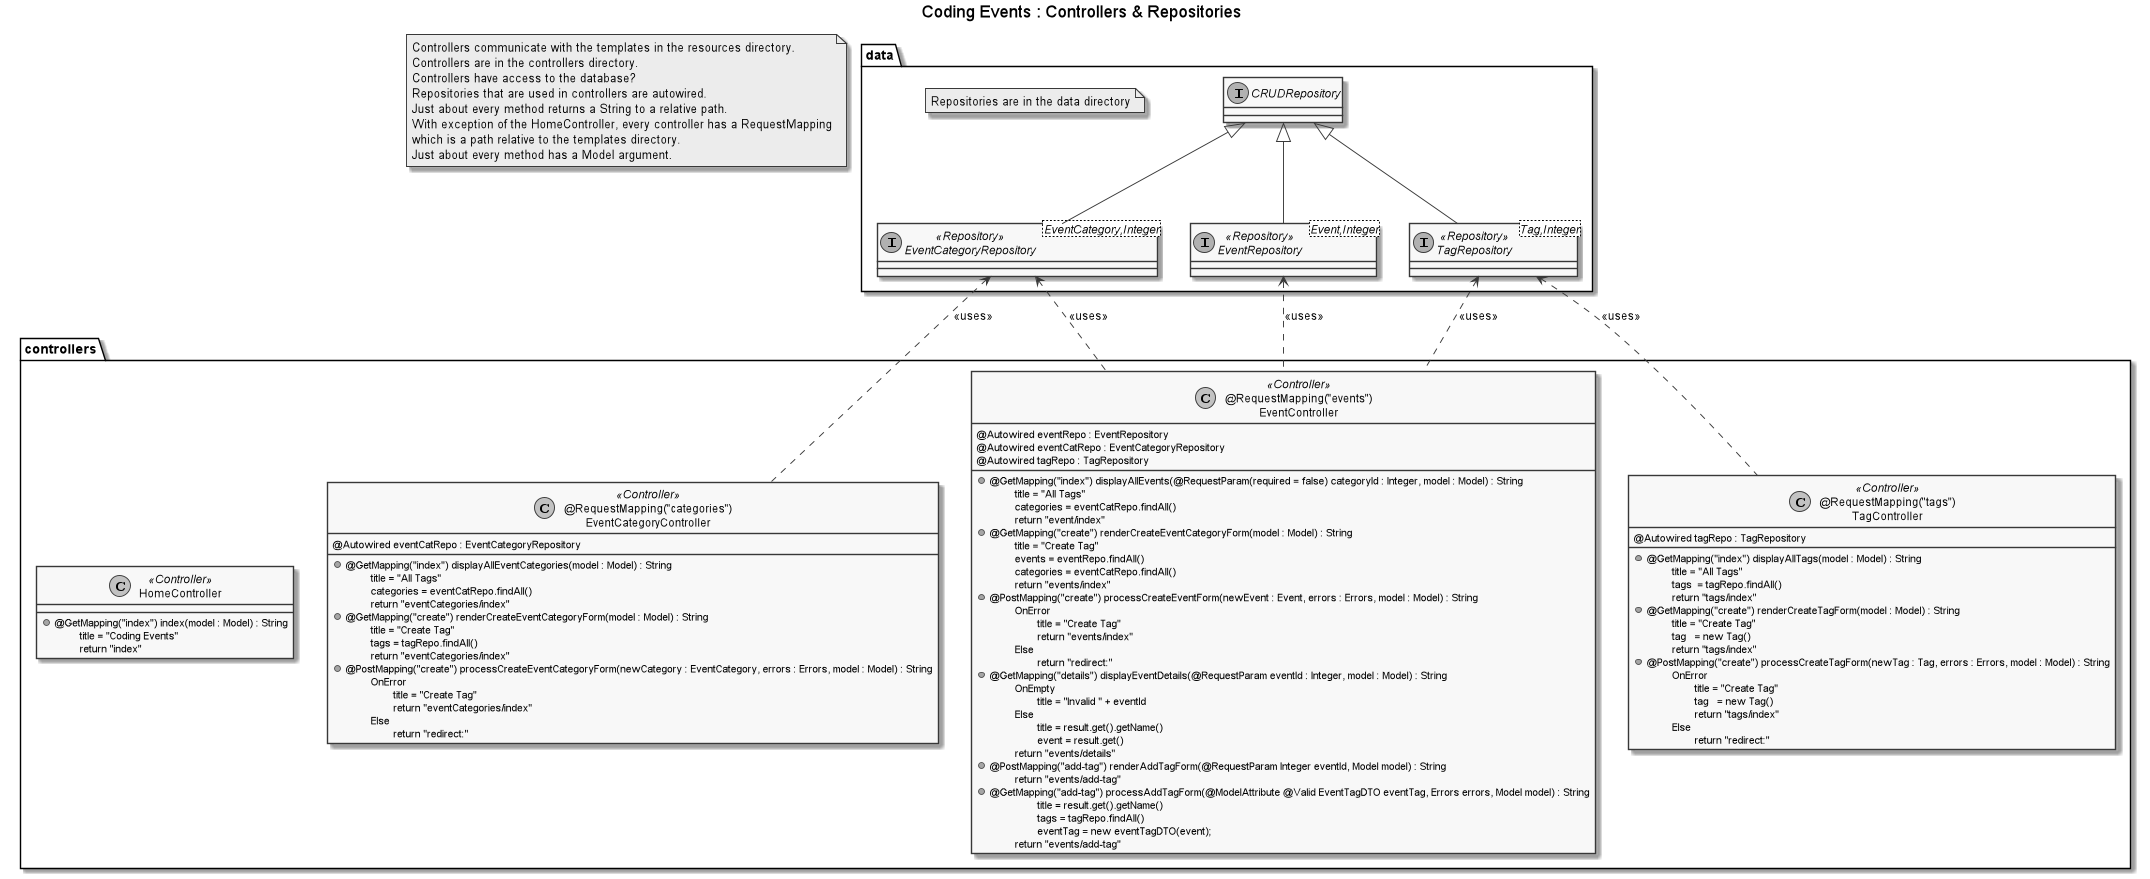 Coding Events : Controllers & Repositories
Controllers communicate with the templates in the resources directory.
Controllers are in the controllers directory.
Controllers have access to the database?
Repositories that are used in controllers are autowired.
Just about every method returns a String to a relative path.
With exception of the HomeController, every controller has a RequestMapping
which is a path relative to the templates directory.
Just about every method has a Model argument.
data
Repositories are in the data directory
I CRUDRepository
EventCategory,Integer
I «Repository»
EventCategoryRepository
Event,Integer
I «Repository»
EventRepository
Tag,Integer
I «Repository»
TagRepository
«uses»
«uses»
«uses»
«uses»
«uses»
controllers
C «Controller»
HomeController
@GetMapping("index") index(model : Model) : String
title = "Coding Events"
return "index"
«Controller»
C @RequestMapping("categories")
EventCategoryController
@Autowired eventCatRepo : EventCategoryRepository
@GetMapping("index") displayAllEventCategories(model : Model) : String
title = "All Tags"
categories = eventCatRepo.findAll()
return "eventCategories/index"
@GetMapping("create") renderCreateEventCategoryForm(model : Model) : String
title = "Create Tag"
tags = tagRepo.findAll()
return "eventCategories/index"
@PostMapping("create") processCreateEventCategoryForm(newCategory : EventCategory, errors : Errors, model : Model) : String
OnError
title = "Create Tag"
return "eventCategories/index"
Else
return "redirect:"
«Controller»
C @RequestMapping("events")
EventController
@Autowired eventRepo : EventRepository
@Autowired eventCatRepo : EventCategoryRepository
@Autowired tagRepo : TagRepository
@GetMapping("index") displayAllEvents(@RequestParam(required = false) categoryId : Integer, model : Model) : String
title = "All Tags"
categories = eventCatRepo.findAll()
return "event/index"
@GetMapping("create") renderCreateEventCategoryForm(model : Model) : String
title = "Create Tag"
events = eventRepo.findAll()
categories = eventCatRepo.findAll()
return "events/index"
@PostMapping("create") processCreateEventForm(newEvent : Event, errors : Errors, model : Model) : String
OnError
title = "Create Tag"
return "events/index"
Else
return "redirect:"
@GetMapping("details") displayEventDetails(@RequestParam eventId : Integer, model : Model) : String
OnEmpty
title = "Invalid " + eventId
Else
title = result.get().getName()
event = result.get()
return "events/details"
@PostMapping("add-tag") renderAddTagForm(@RequestParam Integer eventId, Model model) : String
return "events/add-tag"
@GetMapping("add-tag") processAddTagForm(@ModelAttribute @Valid EventTagDTO eventTag, Errors errors, Model model) : String
title = result.get().getName()
tags = tagRepo.findAll()
eventTag = new eventTagDTO(event);
return "events/add-tag"
«Controller»
C @RequestMapping("tags")
TagController
@Autowired tagRepo : TagRepository
@GetMapping("index") displayAllTags(model : Model) : String
title = "All Tags"
tags = tagRepo.findAll()
return "tags/index"
@GetMapping("create") renderCreateTagForm(model : Model) : String
title = "Create Tag"
tag = new Tag()
return "tags/index"
@PostMapping("create") processCreateTagForm(newTag : Tag, errors : Errors, model : Model) : String
OnError
title = "Create Tag"
tag = new Tag()
return "tags/index"
Else
return "redirect:"